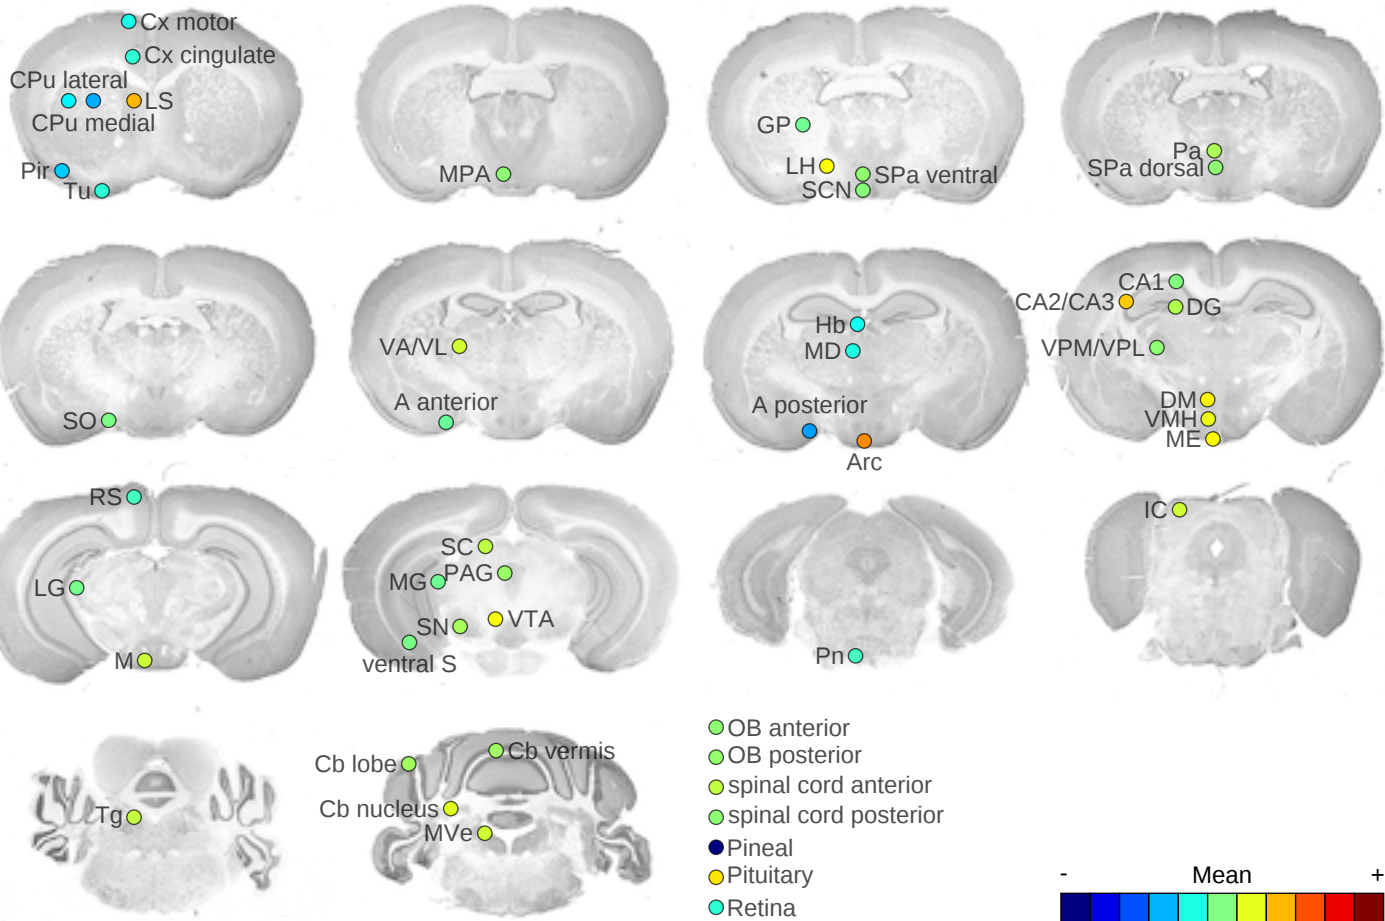 Cx motor
Cx cingulate
CPu lateral
LS
CPu medial
Pir
Tu
MPA
GP
LH
SPa ventral
SCN
Pa
SPa dorsal
SO
VA/VL
A anterior
Hb
MD
A posterior
Arc
CA1
CA2/CA3
DG
VPM/VPL
DM
VMH
ME
RS
LG
M
SC
MG
PAG
SN
VTA
ventral S
Pn
IC
Tg
Cb lobe
Cb vermis
Cb nucleus
MVe
OB anterior
OB posterior
spinal cord anterior
spinal cord posterior
Pineal
Pituitary
Retina
- Mean +